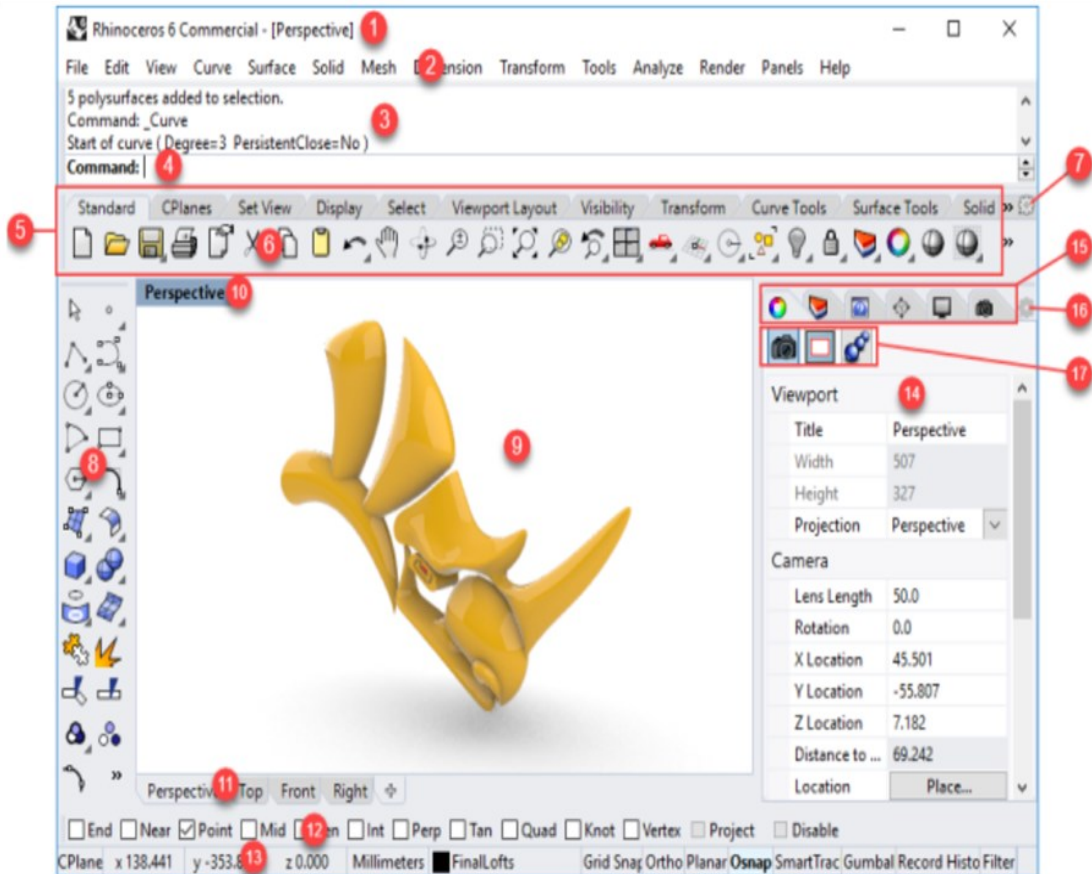 Rhinoceros 6 Commercial - [Perspective] 1
File Edit View Curve Surface Solid Mesh 2 Transform Tools Analyze Render Panels Help
5 polysurfaces added to selection.
Command: _Curve
3
Start of curve ( Degree=3 PersistentClose=No )
Command: 4
7
5
Standard CPlanes Set View Display Select Viewport Layout Visibility Transform Curve Tools Surface Tools Solid »
6 »
15
Perspective 10
16
17
Viewport 14
Title Perspective
Width 507
Height 327
Projection Perspective
8
9
Camera
Lens Length 50.0
Rotation 0.0
X Location 45.501
Y Location -55.807
Z Location 7.182
Distance to ... 69.242
Location Place...
»
Perspective 11 Top Front Right
End Near Point Mid 12 Int Perp Tan Quad Knot Vertex Project Disable
CPlane x 138.441 y -353.8 13 z 0.000 Millimeters FinalLofts Grid Snap Ortho Planar Osnap SmartTrac Gumbal Record Histo Filter